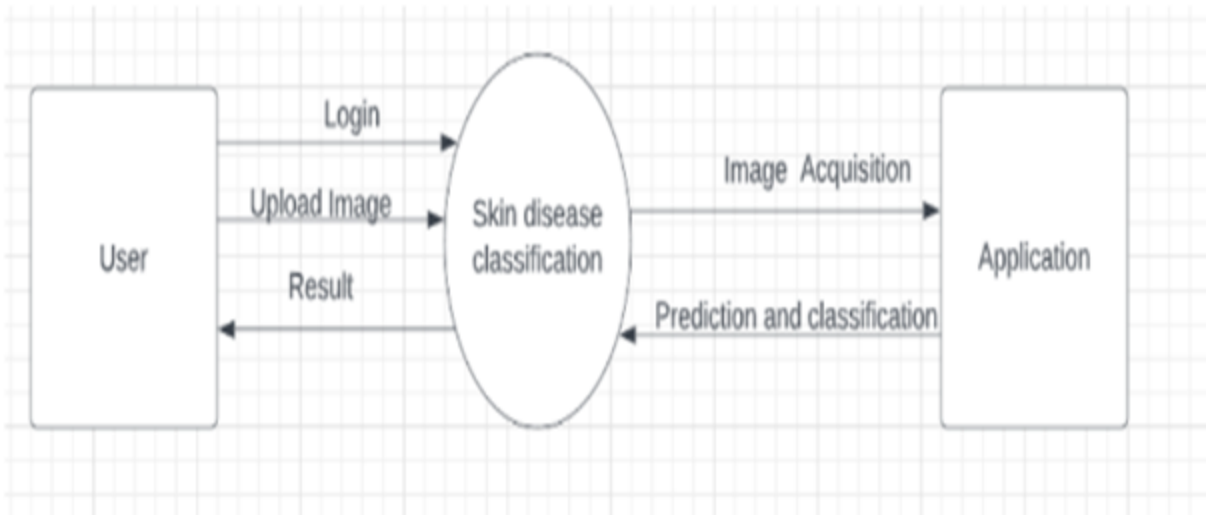 Login
Upload Image
Result
User
Skin disease
classification
Image Acquisition
Prediction and classification
Application